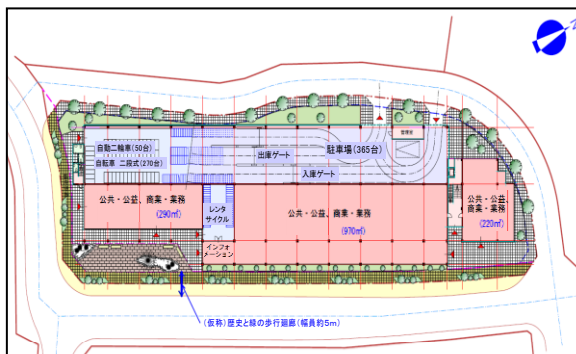 自動二輪車(50台)
自転車 二段式(270台)
出庫ゲート
駐車場(365台)
管理室
入庫ゲート
公共・公益、商業・業務
(290㎡)
レンタ
サイクル
公共・公益、商業・業務
(970㎡)
公共・公益、
商業・業務
(220㎡)
インフォ
メーション
(仮称)歴史と緑の歩行廻廊(幅員約5m)